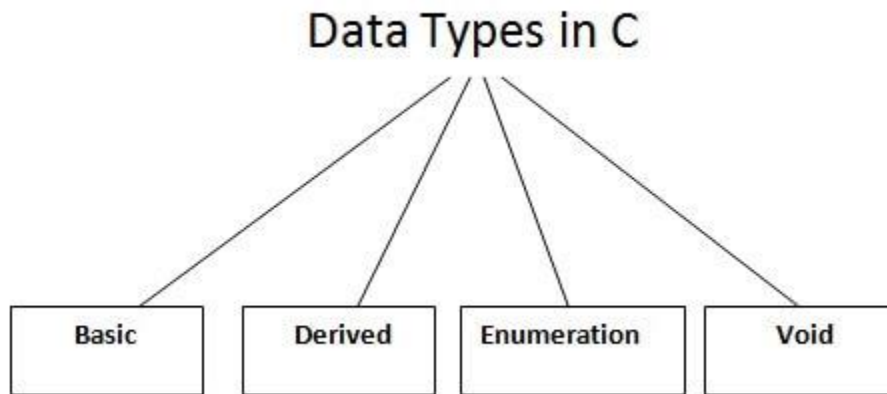 Data Types in C
Basic
Derived
Enumeration
Void